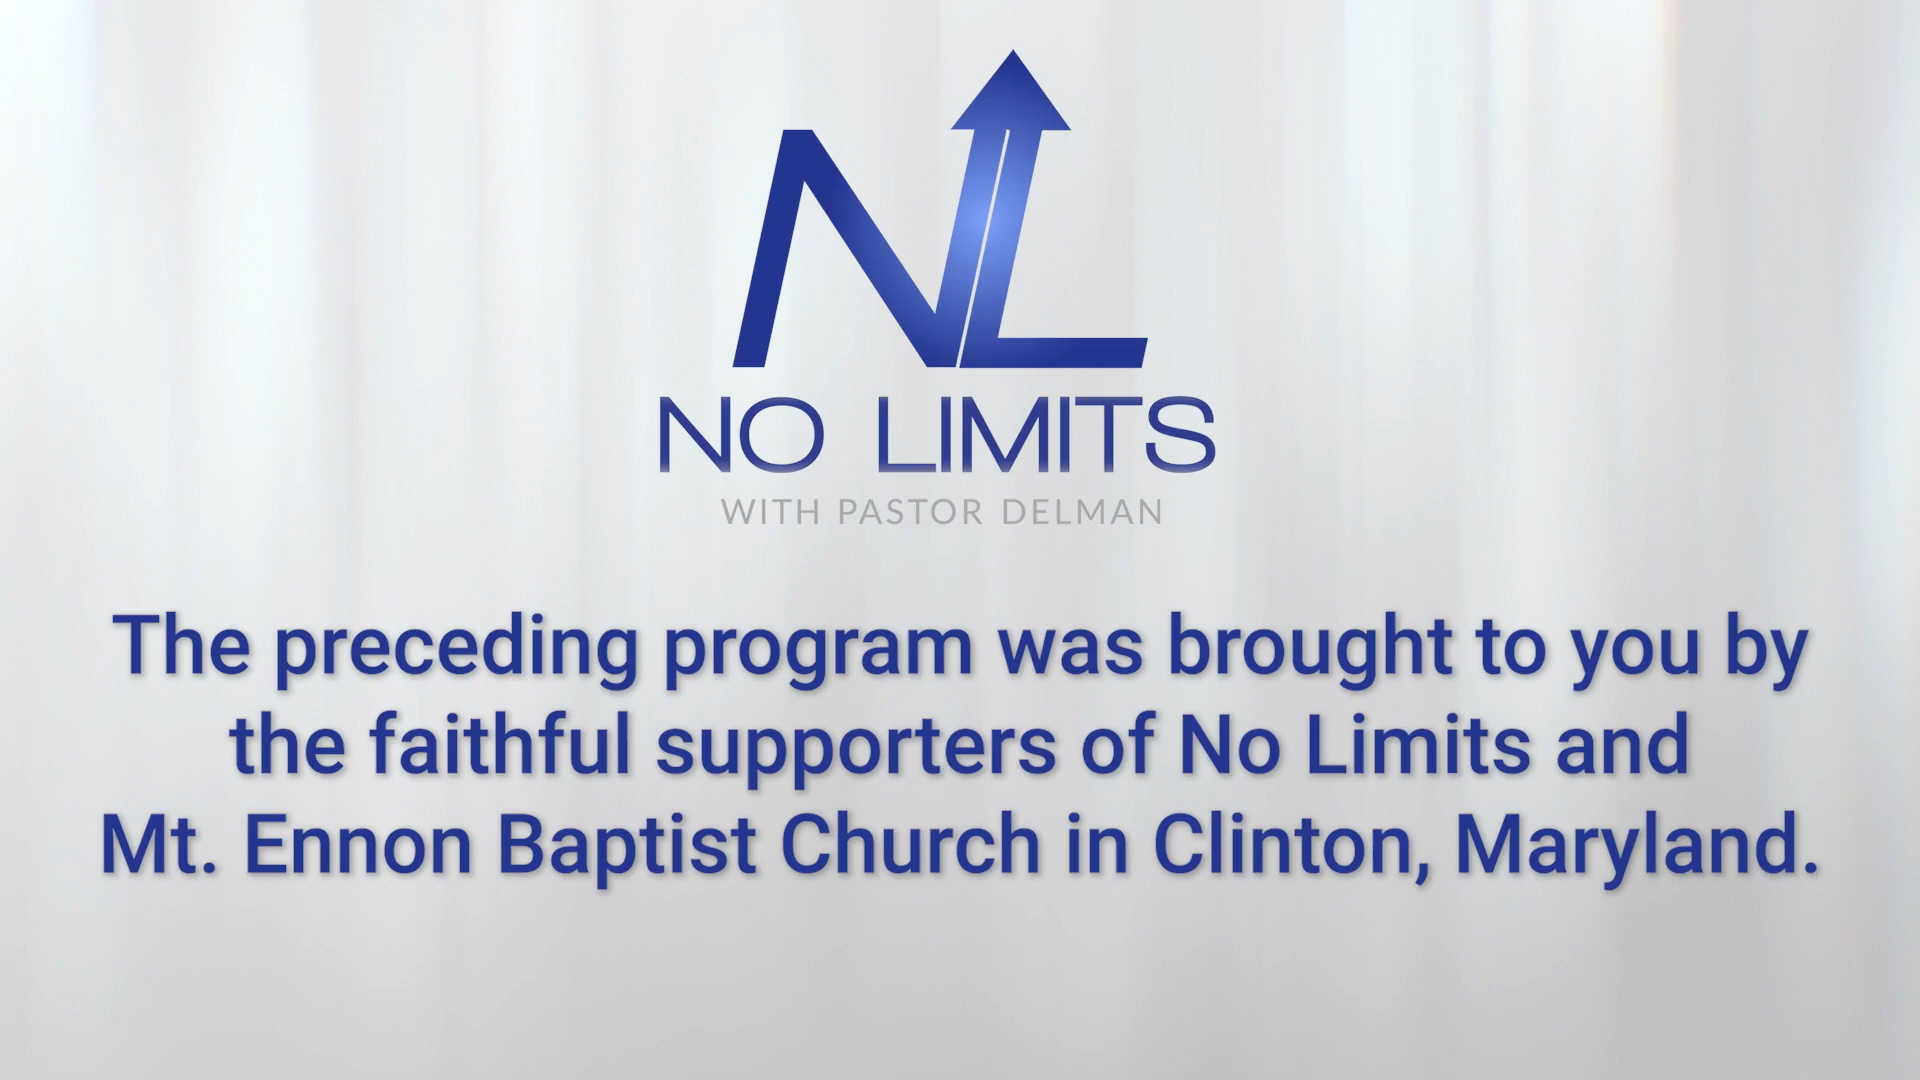 NL
NO LIMITS
WITH PASTOR DELMAN
The preceding program was brought to you by
the faithful supporters of No Limits and
Mt. Ennon Baptist Church in Clinton, Maryland.